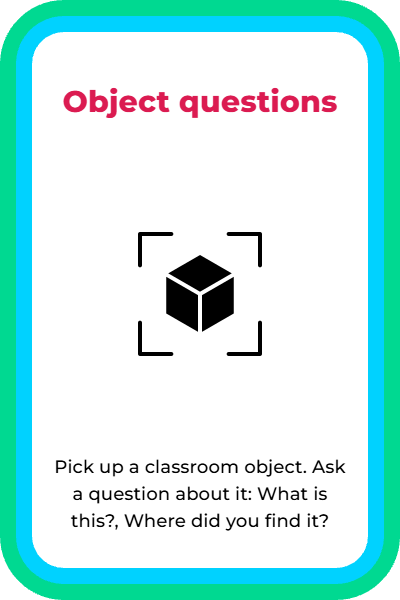 Object questions
Pick up a classroom object. Ask
a question about it: What is
this?, Where did you find it?